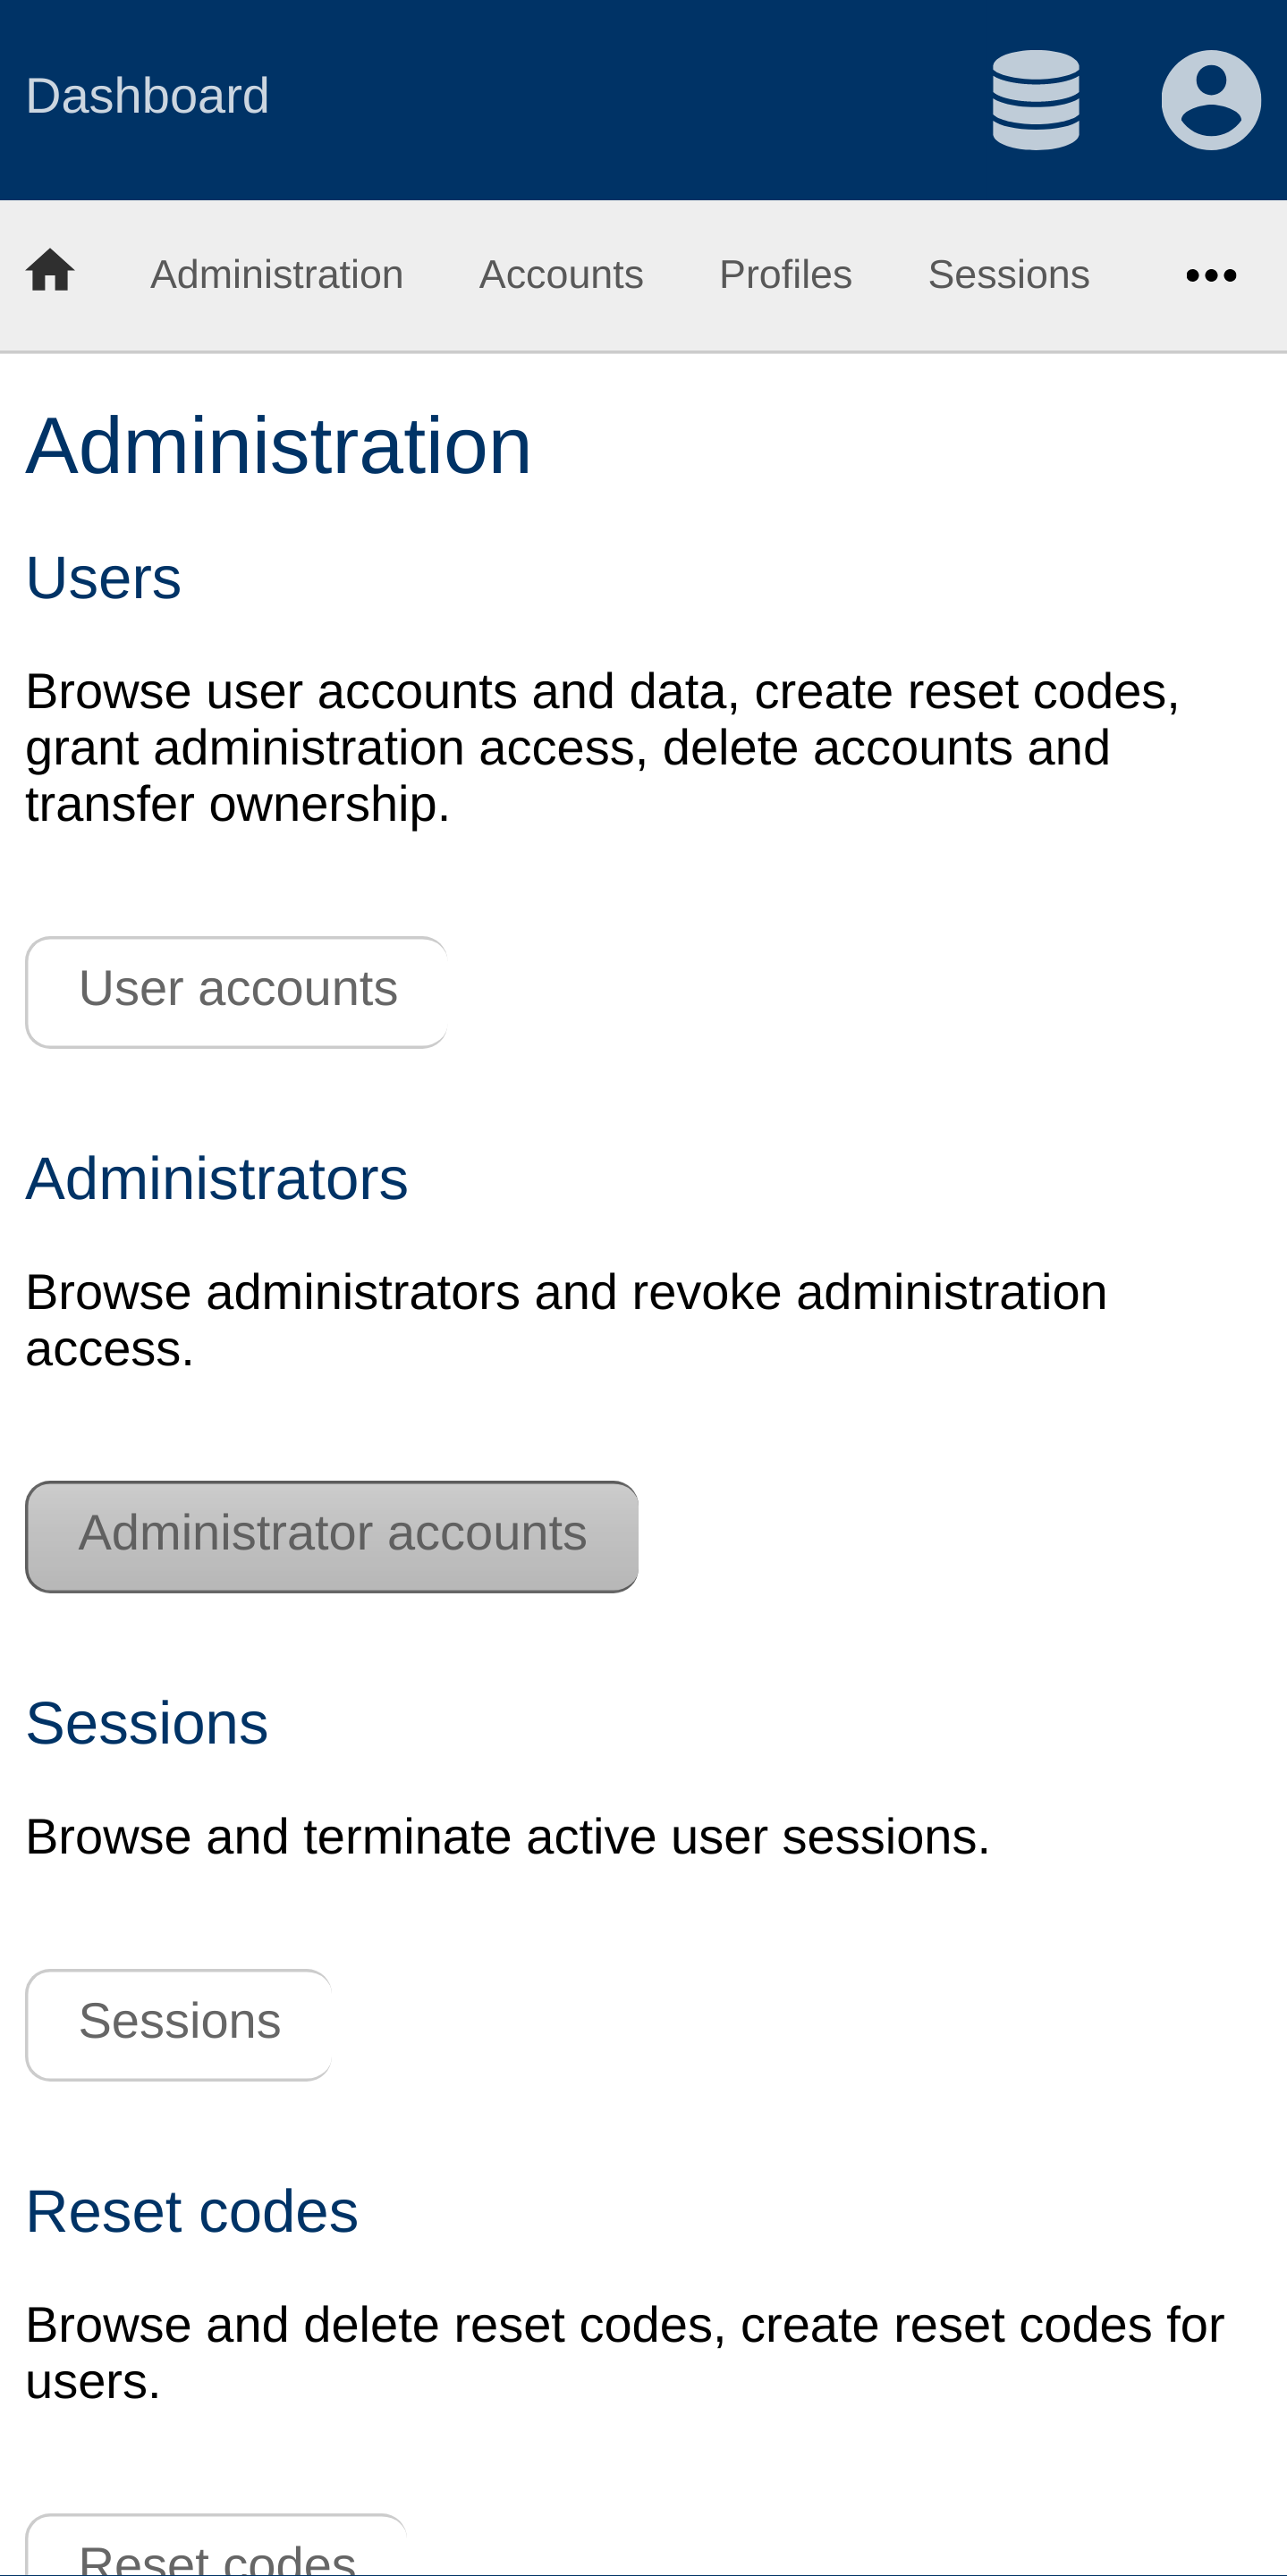 Dashboard
Administration Accounts Profiles Sessions
Administration
Users
Browse user accounts and data, create reset codes,
grant administration access, delete accounts and
transfer ownership.
User accounts
Administrators
Browse administrators and revoke administration
access.
Administrator accounts
Sessions
Browse and terminate active user sessions.
Sessions
Reset codes
Browse and delete reset codes, create reset codes for
users.
Reset codes